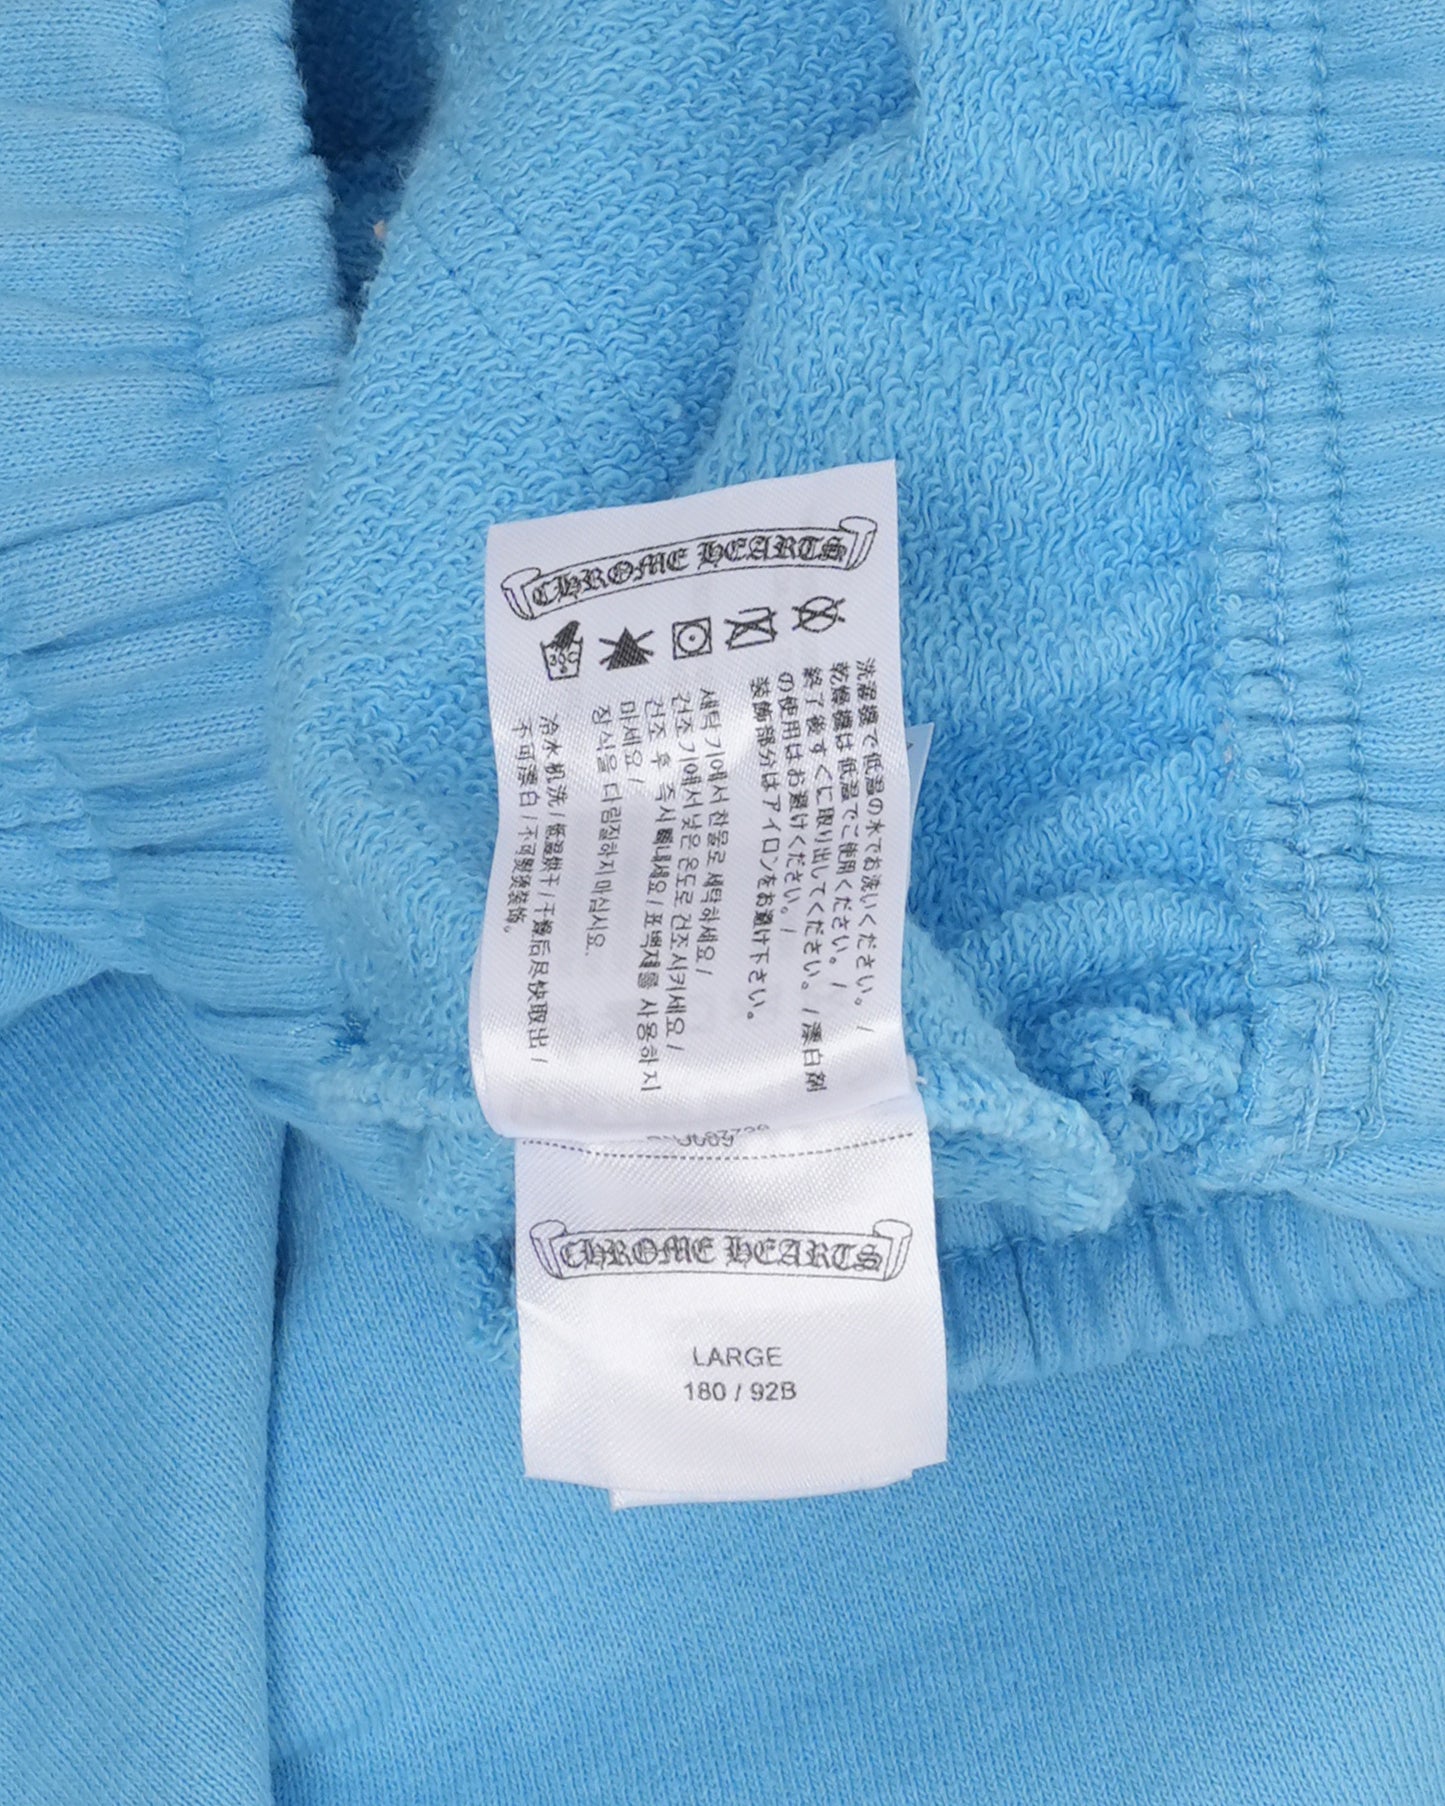 CHROME HEARTS
30C
洗濯機で低温の水でお洗いください。/
乾燥機は低温でご使用ください。/
終了後すぐに取り出してください。/漂白剤
の使用はお避けください。/
装飾部分はアイロンをお避け下さい。
세탁기에서 찬물로 세탁하세요/
건조기에서 낮은 온도로 건조시키세요/
건조 후 즉시 빼내세요/표백제를 사용하지
마세요/
장식을 다림질하지마십시요.
冷水机洗/低温烘干/干燥后尽快取出/
不可漂白/不可熨烫装饰。
CHROME HEARTS
LARGE
180 / 92B